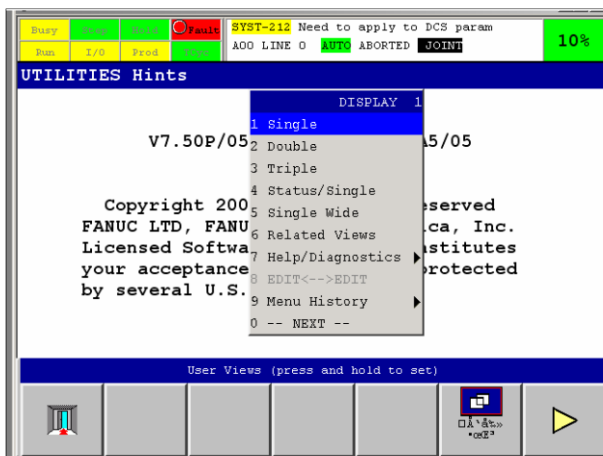 Busy Step Hold Fault SYST-212 Need to apply to DCS param
Run I/O Prod TCyc A00 LINE 0 AUTO ABORTED JOINT 10%
UTILITIES Hints
DISPLAY 1
1 Single
2 Double
3 Triple
4 Status/Single
5 Single Wide
6 Related Views
7 Help/Diagnostics
8 EDIT<-->EDIT
9 Menu History
0 -- NEXT --
V7.50P/05 5/05
Copyright 200 served
FANUC LTD, FANU ca, Inc.
Licensed Softwa stitutes
your acceptance protected
by several U.S.
User Views (press and hold to set)